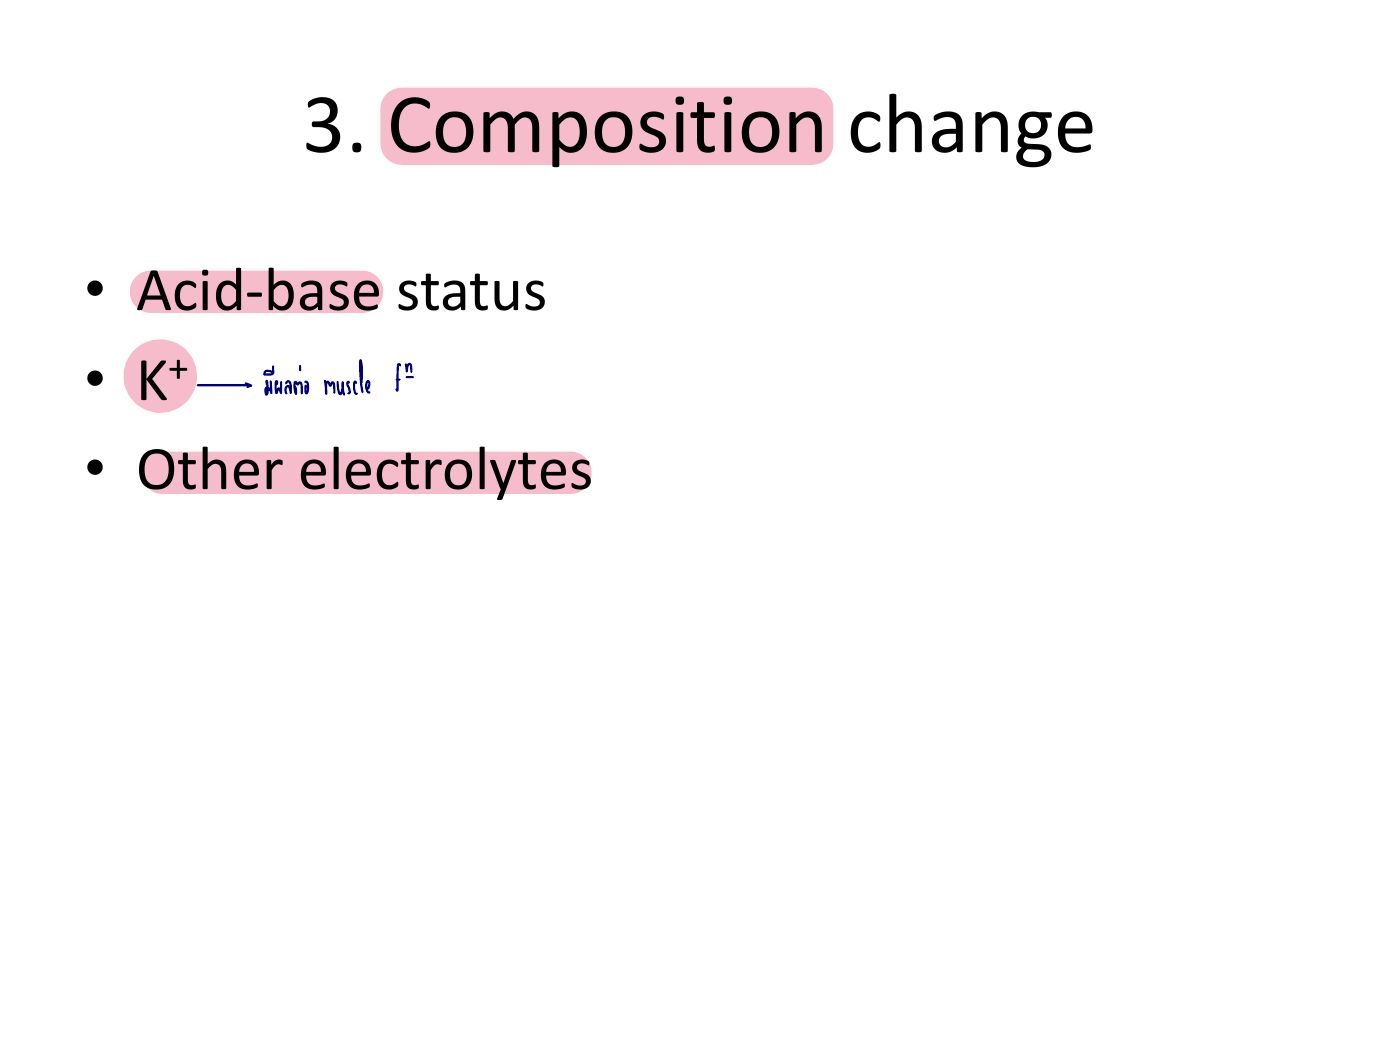 3. Composition change
• Acid-base status
• K⁺ → มีผลต่อ muscle fⁿ
• Other electrolytes